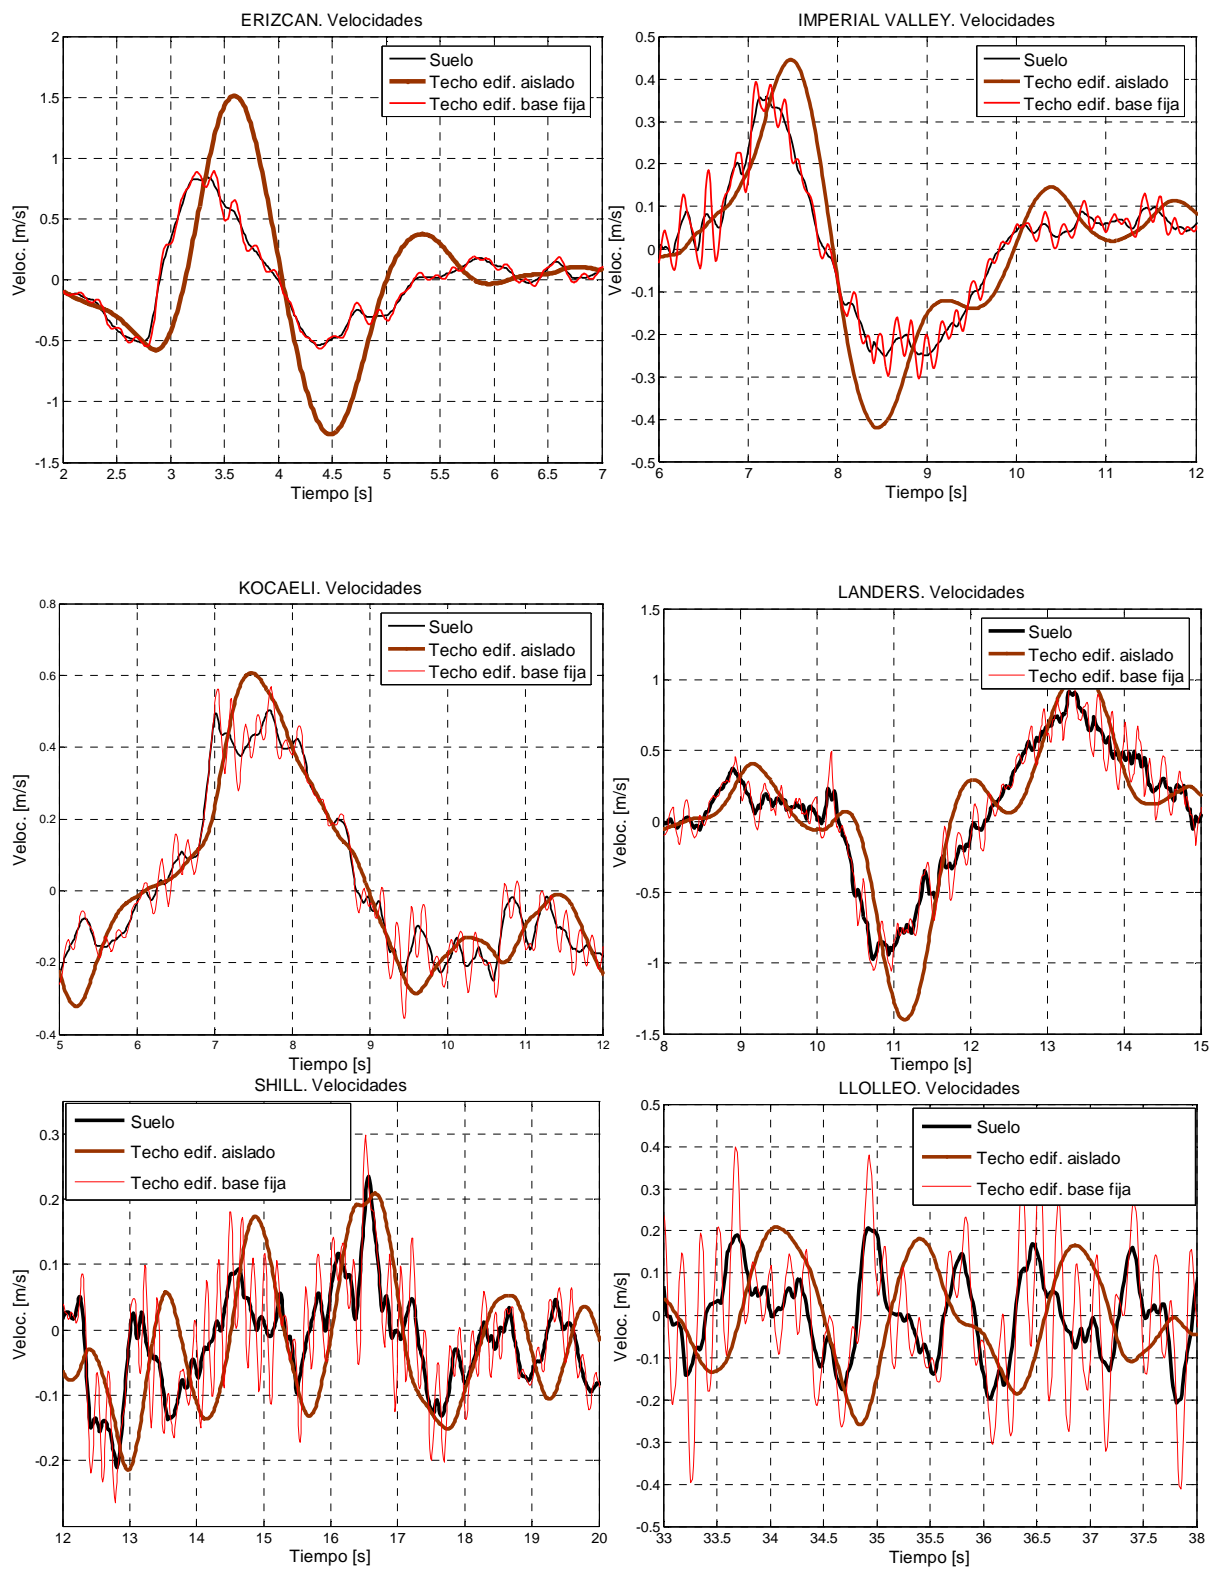 ERIZCAN. Velocidades
2
1.5
1
0.5
0
-0.5
-1
-1.5
Veloc. [m/s]
Suelo
Techo edif. aislado
Techo edif. base fija
2 2.5 3 3.5 4 4.5 5 5.5 6 6.5 7
Tiempo [s]
IMPERIAL VALLEY. Velocidades
0.5
0.4
0.3
0.2
0.1
0
-0.1
-0.2
-0.3
-0.4
-0.5
Veloc. [m/s]
Suelo
Techo edif. aislado
Techo edif. base fija
6 7 8 9 10 11 12
Tiempo [s]
KOCAELI. Velocidades
0.8
0.6
0.4
0.2
0
-0.2
-0.4
Veloc. [m/s]
Suelo
Techo edif. aislado
Techo edif. base fija
5 6 7 8 9 10 11 12
Tiempo [s]
LANDERS. Velocidades
1.5
1
0.5
0
-0.5
-1
-1.5
Veloc. [m/s]
Suelo
Techo edif. aislado
Techo edif. base fija
8 9 10 11 12 13 14 15
Tiempo [s]
SHILL. Velocidades
0.3
0.2
0.1
0
-0.1
-0.2
Veloc. [m/s]
Suelo
Techo edif. aislado
Techo edif. base fija
12 13 14 15 16 17 18 19 20
Tiempo [s]
LLOLLEO. Velocidades
0.5
0.4
0.3
0.2
0.1
0
-0.1
-0.2
-0.3
-0.4
-0.5
Veloc. [m/s]
Suelo
Techo edif. aislado
Techo edif. base fija
33 33.5 34 34.5 35 35.5 36 36.5 37 37.5 38
Tiempo [s]